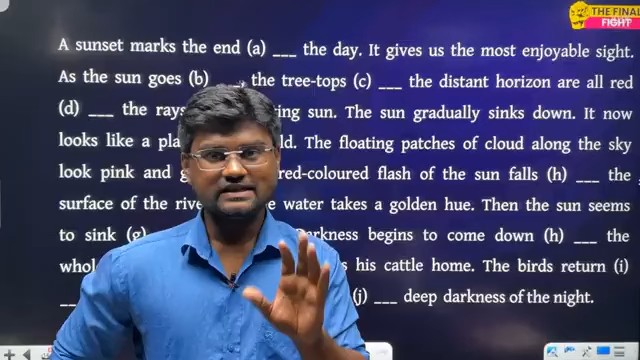 THE FINAL
FIGHT
A sunset marks the end (a) ___ the day. It gives us the most enjoyable sight.
As the sun goes (b) ___, the tree-tops (c) ___ the distant horizon are all red
(d) ___ the rays sun. The sun gradually sinks down. It now
looks like a The floating patches of cloud along the sky
look pink and red-coloured flash of the sun falls (h) ___ the
surface of the water takes a golden hue. Then the sun seems
to sink (g) begins to come down (h) ___ the
his cattle home. The birds return (i)
___ (j) ___ deep darkness of the night.